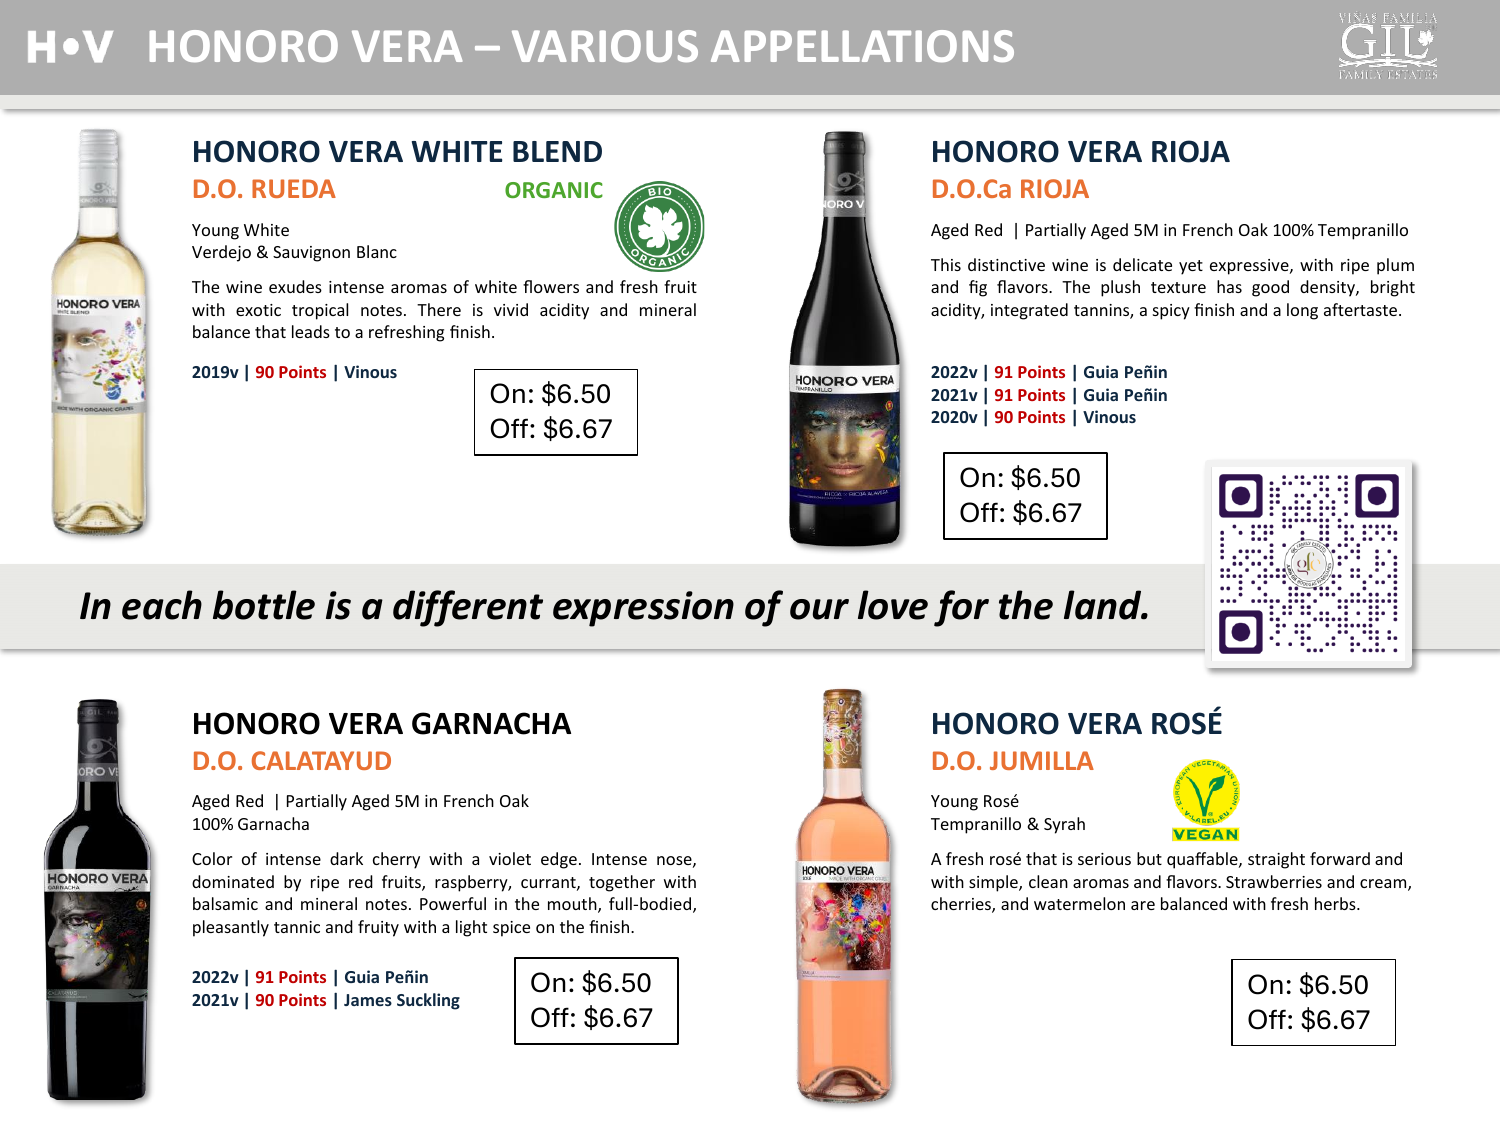 H•V HONORO VERA – VARIOUS APPELLATIONS
VIÑAS FAMILIA
GIL
FAMILY ESTATES
HONORO VERA WHITE BLEND
D.O. RUEDA
ORGANIC
BIO
ORGANIC
Young White
Verdejo & Sauvignon Blanc
The wine exudes intense aromas of white flowers and fresh fruit
with exotic tropical notes. There is vivid acidity and mineral
balance that leads to a refreshing finish.
2019v | 90 Points | Vinous
On: $6.50
Off: $6.67
HONORO VERA
WHITE BLEND
MADE WITH ORGANIC GRAPES
HONORO VERA RIOJA
D.O.Ca RIOJA
Aged Red | Partially Aged 5M in French Oak 100% Tempranillo
This distinctive wine is delicate yet expressive, with ripe plum
and fig flavors. The plush texture has good density, bright
acidity, integrated tannins, a spicy finish and a long aftertaste.
2022v | 91 Points | Guia Peñin
2021v | 91 Points | Guia Peñin
2020v | 90 Points | Vinous
On: $6.50
Off: $6.67
NORO V
HONORO VERA
TEMPRANILLO
In each bottle is a different expression of our love for the land.
gfe
HONORO VERA GARNACHA
D.O. CALATAYUD
Aged Red | Partially Aged 5M in French Oak
100% Garnacha
Color of intense dark cherry with a violet edge. Intense nose,
dominated by ripe red fruits, raspberry, currant, together with
balsamic and mineral notes. Powerful in the mouth, full-bodied,
pleasantly tannic and fruity with a light spice on the finish.
2022v | 91 Points | Guia Peñin
2021v | 90 Points | James Suckling
On: $6.50
Off: $6.67
GIL
ORO VE
HONORO VERA
GARNACHA
HONORO VERA ROSÉ
D.O. JUMILLA
Young Rosé
Tempranillo & Syrah
EUROPEAN VEGETARIAN UNION
V-LABEL.EU
VEGAN
A fresh rosé that is serious but quaffable, straight forward and
with simple, clean aromas and flavors. Strawberries and cream,
cherries, and watermelon are balanced with fresh herbs.
On: $6.50
Off: $6.67
HONORO VERA
ROSÉ